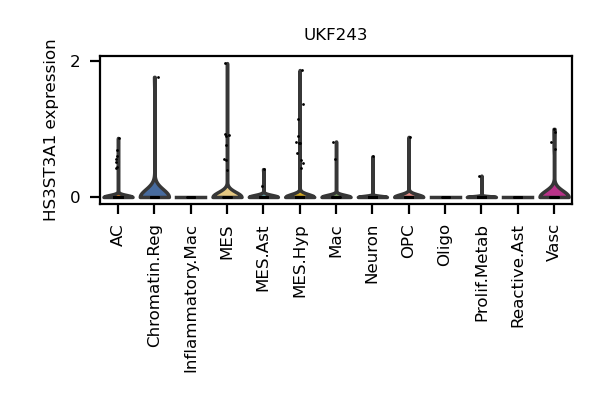 UKF243
HS3ST3A1 expression
2
0
AC
Chromatin.Reg
Inflammatory.Mac
MES
MES.Ast
MES.Hyp
Mac
Neuron
OPC
Oligo
Prolif.Metab
Reactive.Ast
Vasc